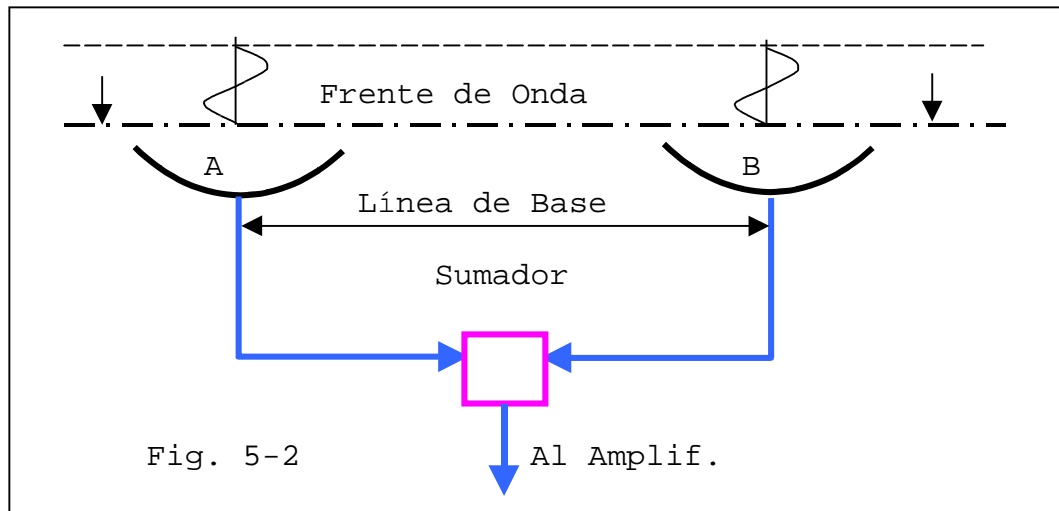 Frente de Onda
A
B
Línea de Base
Sumador
Fig. 5-2
Al Amplif.